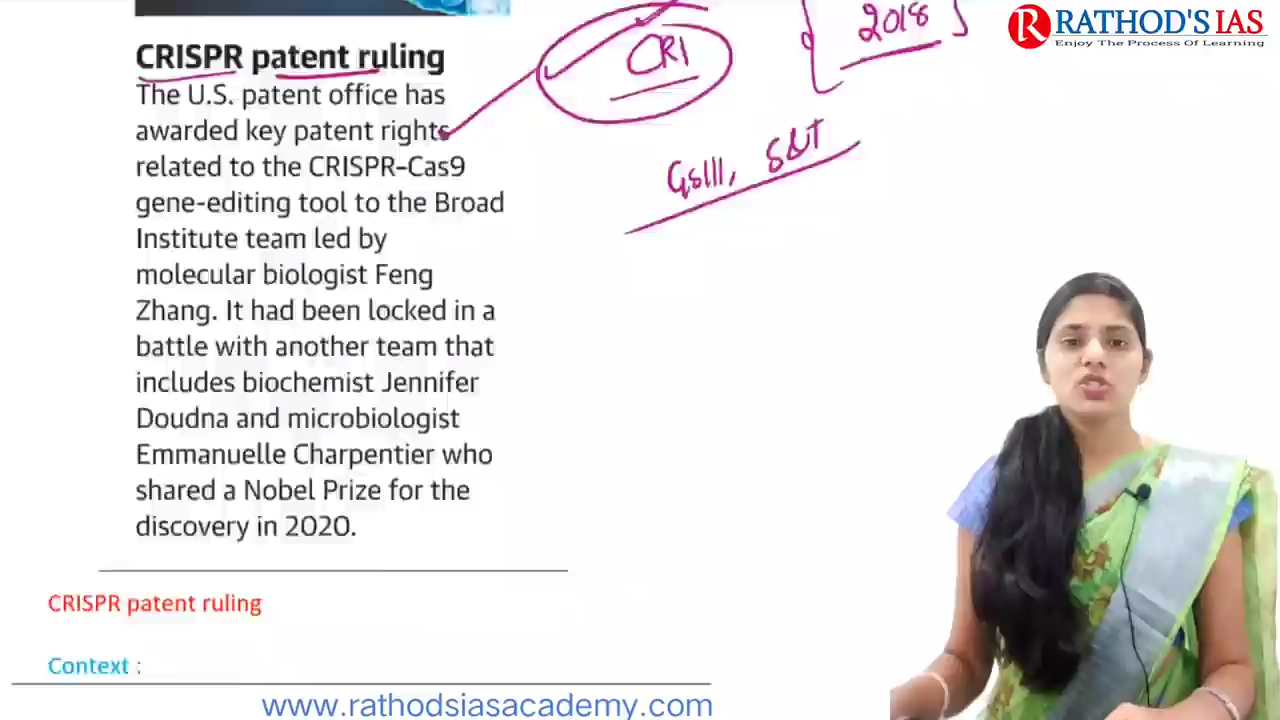 RATHOD'S IAS
Enjoy The Process Of Learning
2018
CRI
GSIII, S&T
CRISPR patent ruling
The U.S. patent office has
awarded key patent rights
related to the CRISPR-Cas9
gene-editing tool to the Broad
Institute team led by
molecular biologist Feng
Zhang. It had been locked in a
battle with another team that
includes biochemist Jennifer
Doudna and microbiologist
Emmanuelle Charpentier who
shared a Nobel Prize for the
discovery in 2020.
CRISPR patent ruling
Context :
www.rathodsiasacademy.com